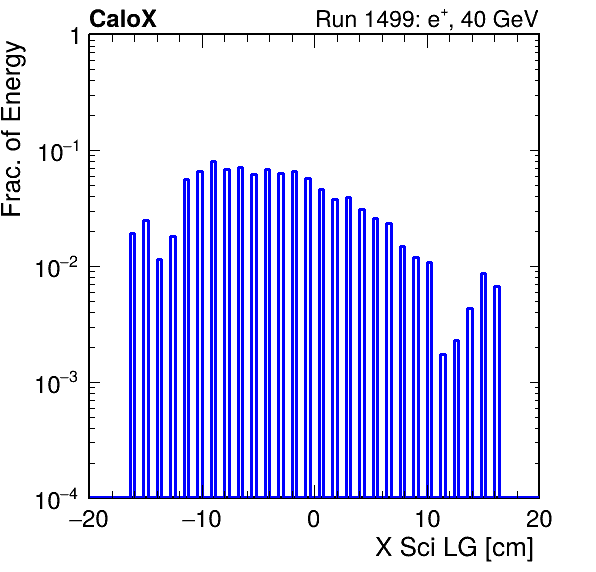 CaloX Run 1499: e⁺, 40 GeV
Frac. of Energy
1
10⁻¹
10⁻²
10⁻³
10⁻⁴
−20 −10 0 10 20
X Sci LG [cm]